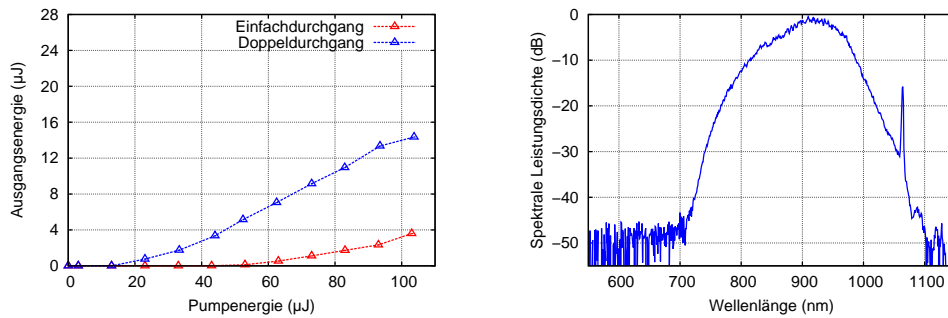 Einfachdurchgang
Doppeldurchgang
Ausgangsenergie (µJ)
28
24
20
16
12
8
4
0
0 20 40 60 80 100
Pumpenergie (µJ)
Spektrale Leistungsdichte (dB)
0
−10
−20
−30
−40
−50
600 700 800 900 1000 1100
Wellenlänge (nm)